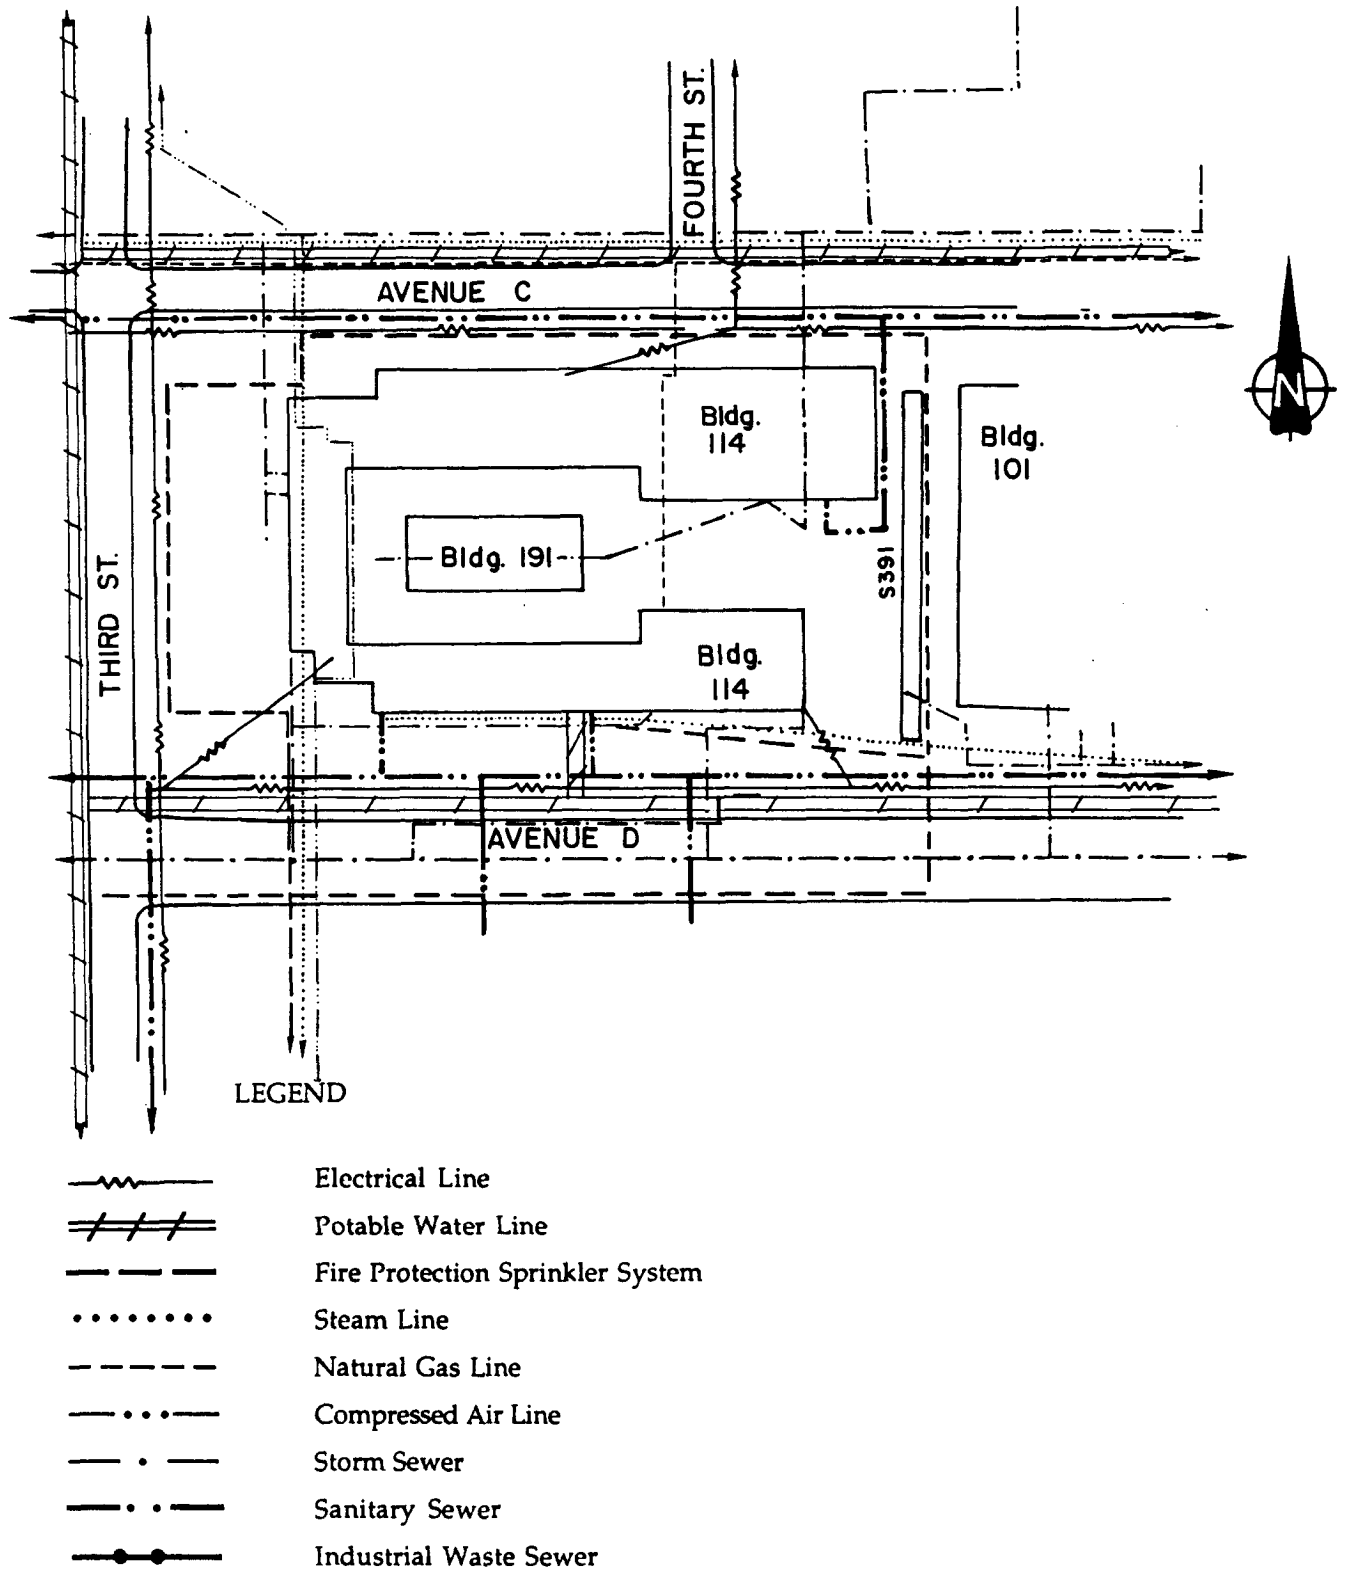 FOURTH ST.
AVENUE C
N
Bldg.
114
Bldg.
101
Bldg. 191
S391
THIRD ST.
Bldg.
114
AVENUE D
LEGEND
Electrical Line
Potable Water Line
Fire Protection Sprinkler System
Steam Line
Natural Gas Line
Compressed Air Line
Storm Sewer
Sanitary Sewer
Industrial Waste Sewer